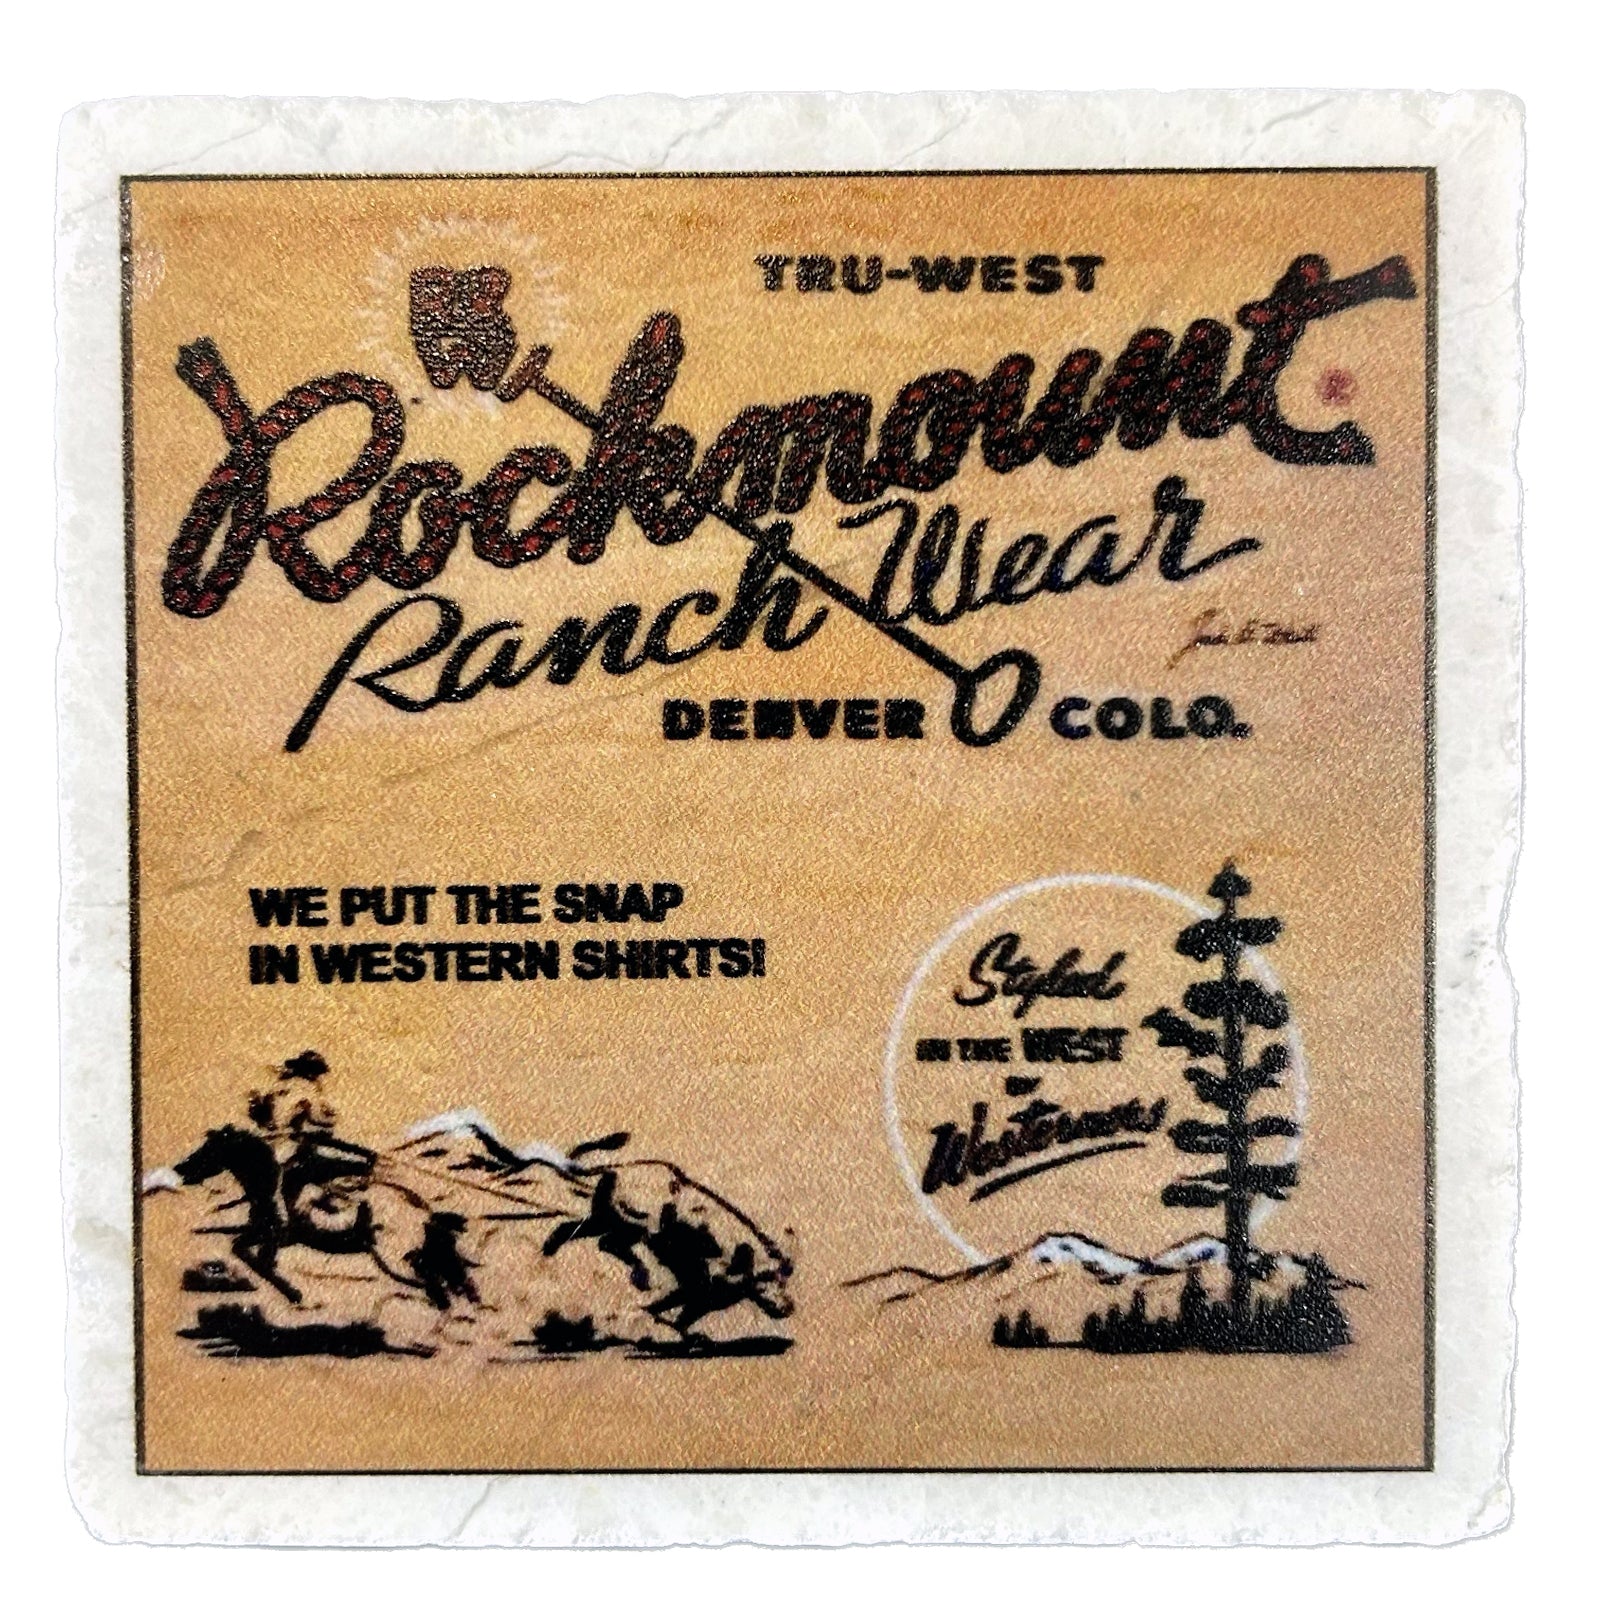 TRU-WEST
Rockmount
®
Ranch Wear
DENVER COLO.
WE PUT THE SNAP
IN WESTERN SHIRTS!
Styled
IN THE WEST
BY
Westerners